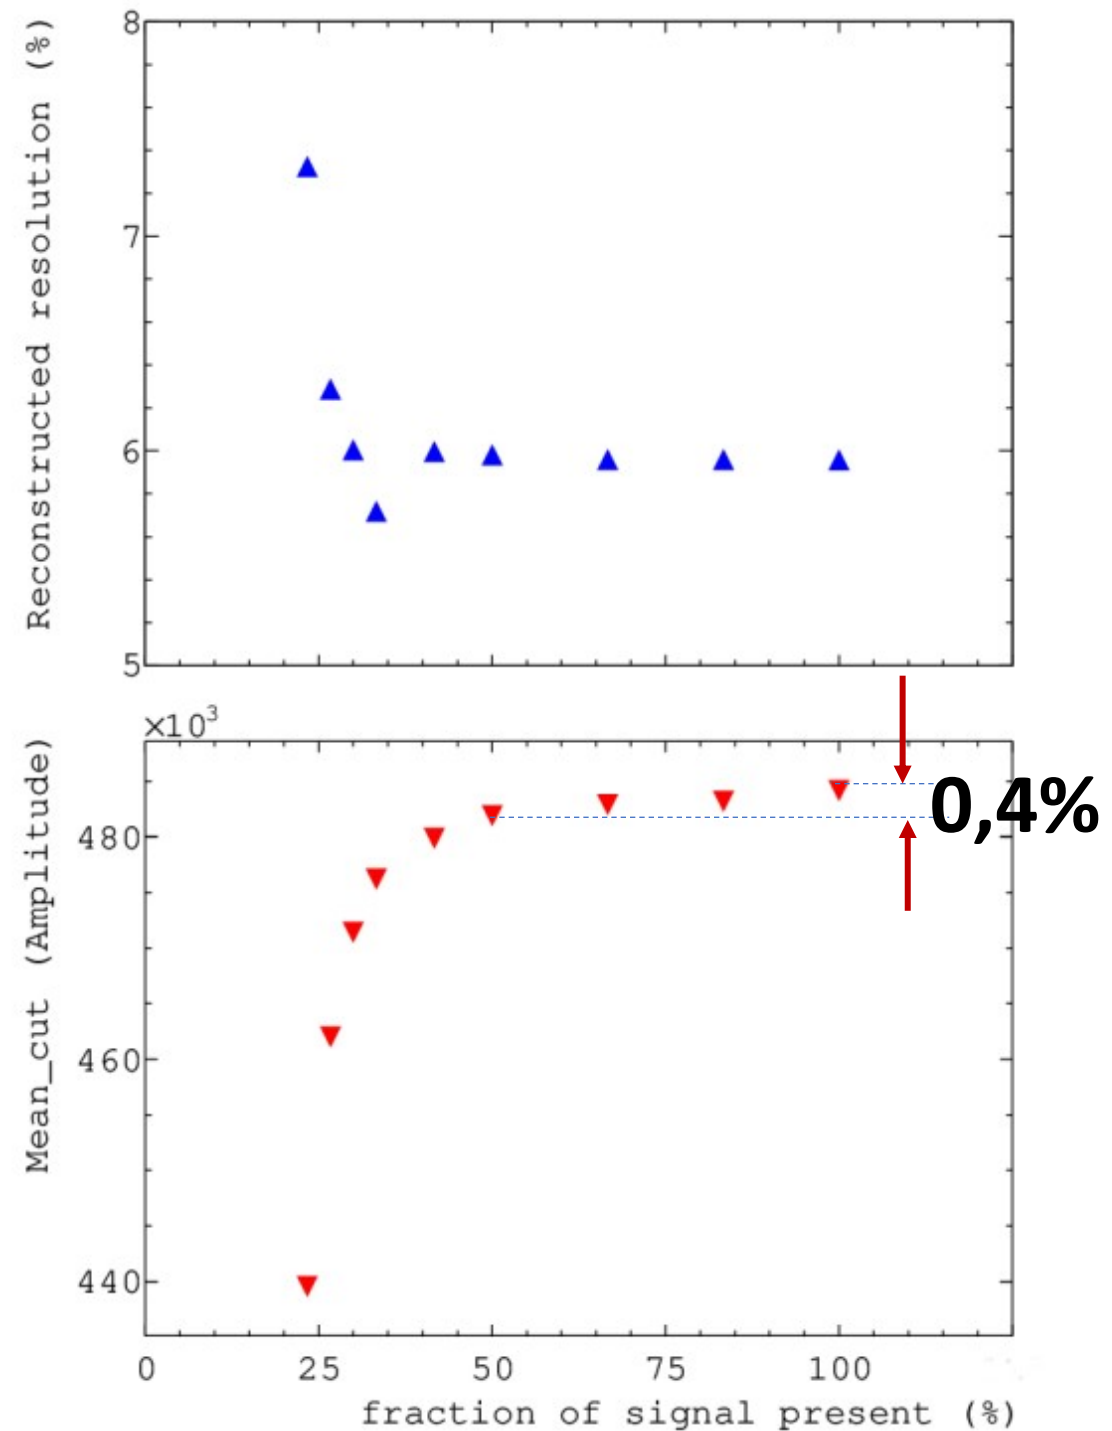 Reconstructed resolution (%)
8
7
6
5
×10³
Mean_cut (Amplitude)
480
460
440
0,4%
0 25 50 75 100
fraction of signal present (%)